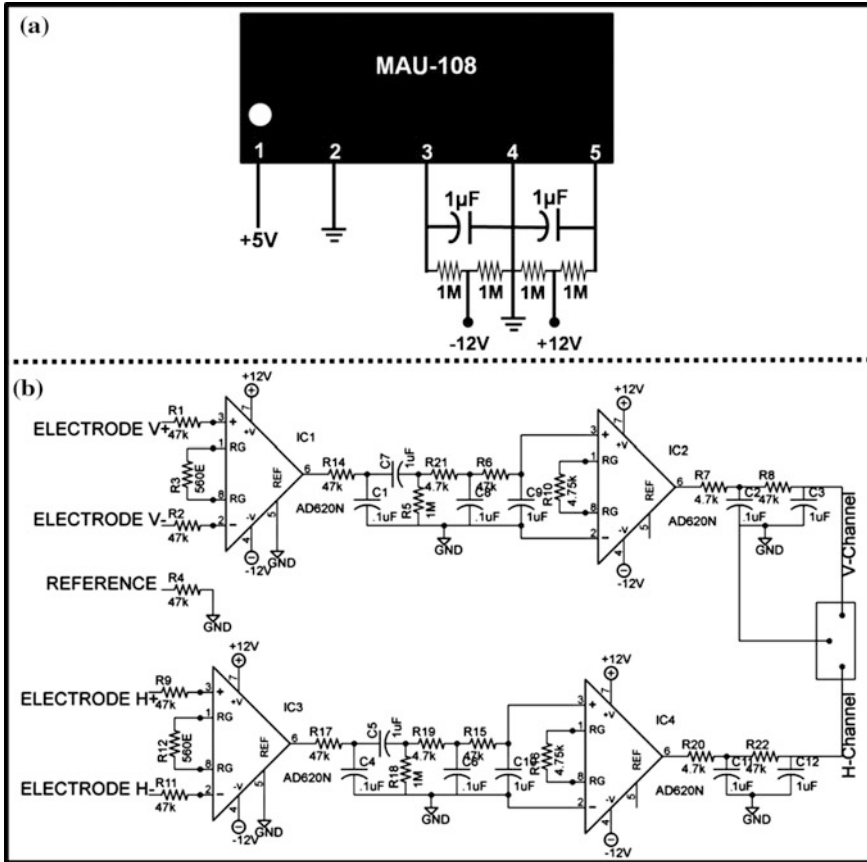 (a)
MAU-108
1 2 3 4 5
1µF 1µF
+5V
1M 1M 1M 1M
-12V +12V
(b)
+12V
ELECTRODE V+
R1
47k
R3
560E
ELECTRODE V-
R2
47k
3 + 7 +V
1 RG
8 RG
2 - -V 4
REF 5
6
IC1
AD620N
-12V
GND
R14
47k
C1
.1uF
C7
1uF
R5
1M
R21
4.7k
C8
.1uF
R6
47k
C9
1uF
GND
+12V
R10
4.75k
3 + 7 +V
1 RG
8 RG
2 - -V 4
REF 5
6
IC2
AD620N
-12V
R7
4.7k
C2
.1uF
R8
47k
C3
1uF
GND
V-Channel
REFERENCE
R4
47k
GND
H-Channel
+12V
ELECTRODE H+
R9
47k
R12
560E
ELECTRODE H-
R11
47k
3 + 7 +V
1 RG
8 RG
2 - -V 4
REF 5
6
IC3
AD620N
-12V
GND
R17
47k
C4
.1uF
C5
1uF
R18
1M
R19
4.7k
C6
.1uF
R15
47k
C10
1uF
GND
+12V
4.75k
3 + 7 +V
1 RG
8 RG
2 - -V 4
REF 5
6
IC4
AD620N
-12V
R20
4.7k
.1uF
R22
47k
C12
1uF
GND